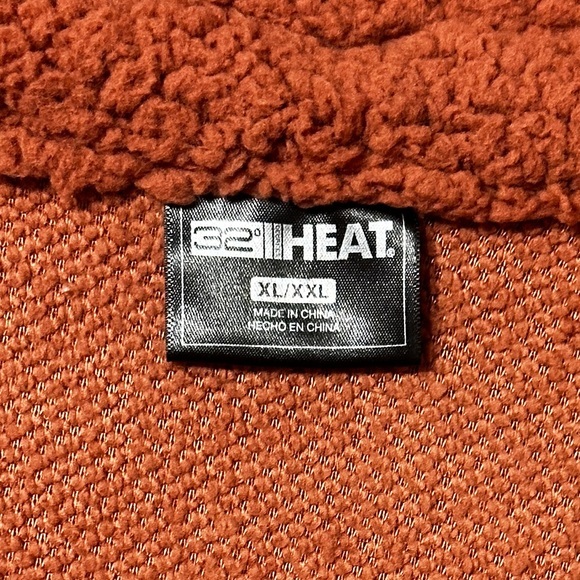 32° HEAT®
XL/XXL
MADE IN CHINA
HECHO EN CHINA